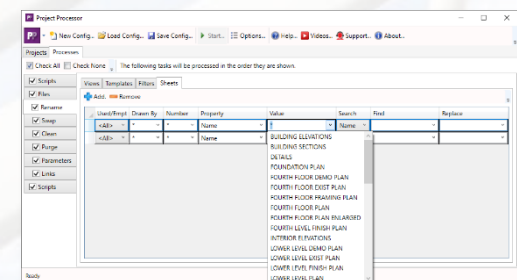 Project Processor
New Config... Load Config... Save Config... Start... Options... Help... Videos... Support... About...
Projects Processes
Check All Check None The following tasks will be processed in the order they are shown.
Scripts
Files
Rename
Swap
Clean
Purge
Parameters
Links
Scripts
Views Templates Filters Sheets
Add Remove
Used/Empt Drawn By Number Property Value Search Find Replace
<All> * * Name * Name
<All> * * Name
BUILDING ELEVATIONS
BUILDING SECTIONS
DETAILS
FOUNDATION PLAN
FOURTH FLOOR DEMO PLAN
FOURTH FLOOR EXIST PLAN
FOURTH FLOOR FRAMING PLAN
FOURTH FLOOR PLAN
FOURTH FLOOR PLAN ENLARGED
FOURTH LEVEL FINISH PLAN
INTERIOR ELEVATIONS
LOWER LEVEL DEMO PLAN
LOWER LEVEL EXIST PLAN
LOWER LEVEL FINISH PLAN
LOWER LEVEL PLAN
Ready